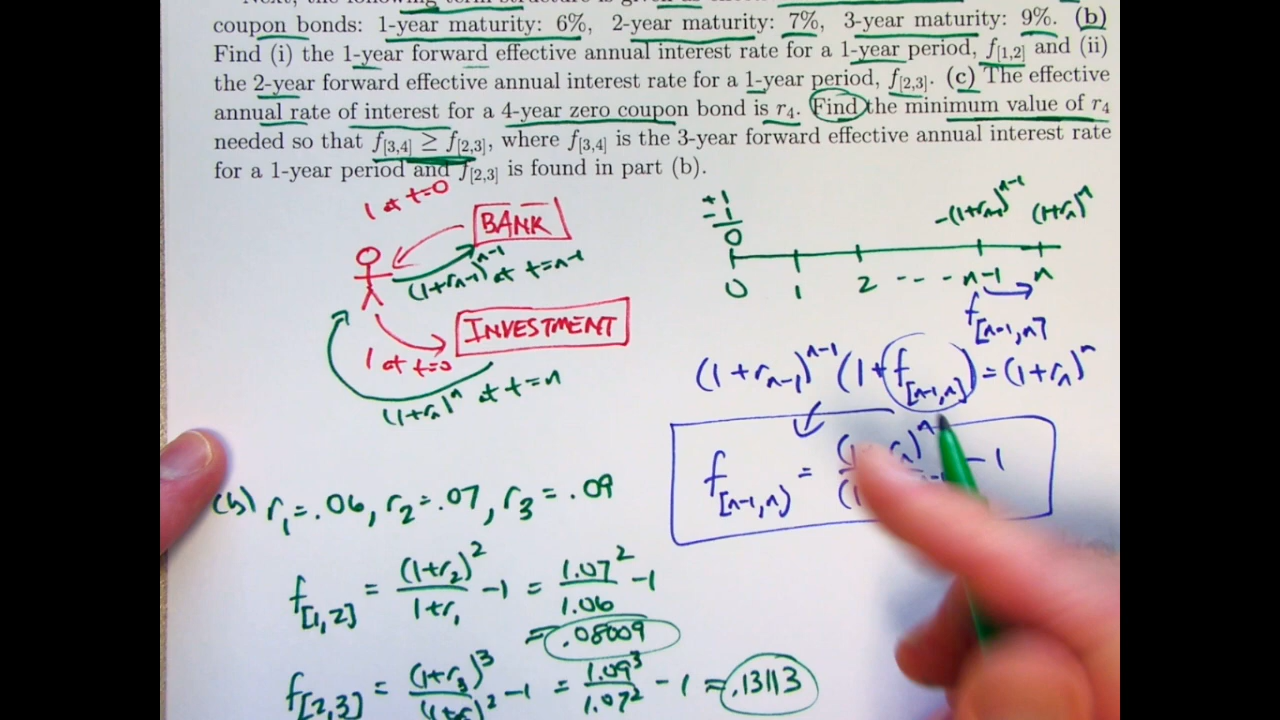 coupon bonds: 1-year maturity: 6%, 2-year maturity: 7%, 3-year maturity: 9%. (b)
Find (i) the 1-year forward effective annual interest rate for a 1-year period, f[1,2] and (ii)
the 2-year forward effective annual interest rate for a 1-year period, f[2,3]. (c) The effective
annual rate of interest for a 4-year zero coupon bond is r4. Find the minimum value of r4
needed so that f[3,4] ≥ f[2,3], where f[3,4] is the 3-year forward effective annual interest rate
for a 1-year period and f[2,3] is found in part (b).
1 at t=0
BANK
(1+rn-1)^n-1 at t=n-1
INVESTMENT
1 at t=0
(1+rn)^n at t=n
+1
-1
0
-(1+rn-1)^n-1 (1+rn)^n
0 1 2 --- n-1 n
f[n-1,n]
(1+rn-1)^n-1 (1+f[n-1,n]) = (1+rn)^n
f[n-1,n) = -1
(b) r1=.06, r2=.07, r3=.09
f[1,2] = (1+r2)^2 / 1+r1 -1 = 1.07^2 / 1.06 -1
= .08009
f[2,3] = (1+r3)^3 / -1 = 1.09^3 / 1.07^2 -1 ≈ .13113